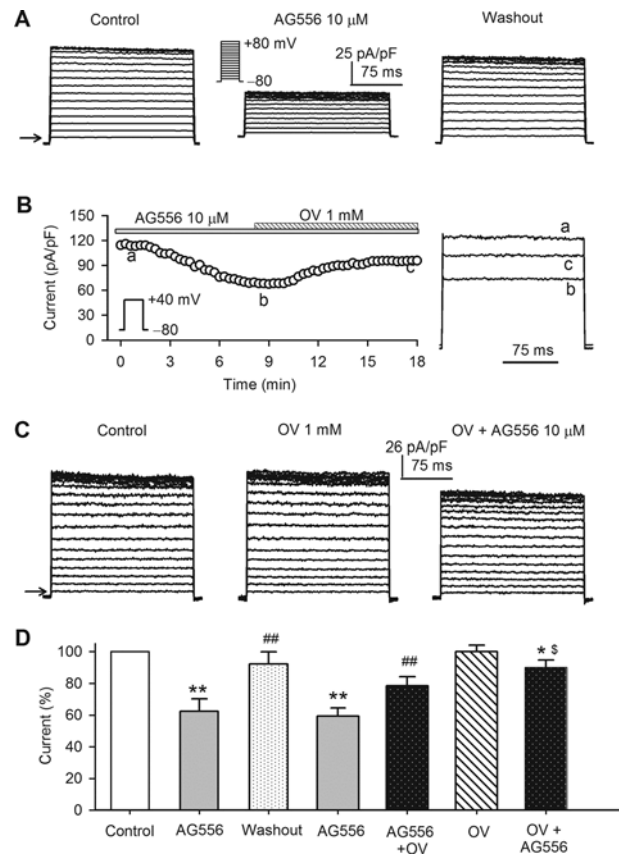 A
Control
AG556 10 μM
Washout
+80 mV
−80
25 pA/pF
75 ms
B
AG556 10 μM
OV 1 mM
Current (pA/pF)
150
120
90
60
30
0
a
b
c
+40 mV
−80
0 3 6 9 12 15 18
Time (min)
a
c
b
75 ms
C
Control
OV 1 mM
OV + AG556 10 μM
26 pA/pF
75 ms
D
Current (%)
100
80
60
40
20
0
**
##
**
##
* $
Control AG556 Washout AG556 AG556 +OV OV OV + AG556